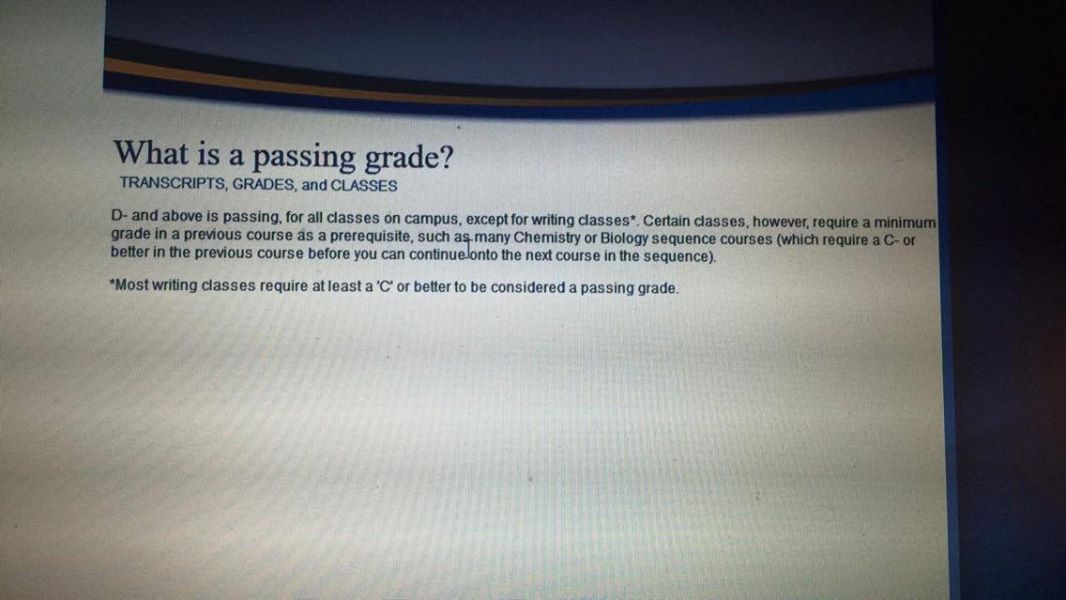 What is a passing grade?
TRANSCRIPTS, GRADES, and CLASSES
D- and above is passing, for all classes on campus, except for writing classes*. Certain classes, however, require a minimum
grade in a previous course as a prerequisite, such as many Chemistry or Biology sequence courses (which require a C- or
better in the previous course before you can continue onto the next course in the sequence).
*Most writing classes require at least a 'C' or better to be considered a passing grade.